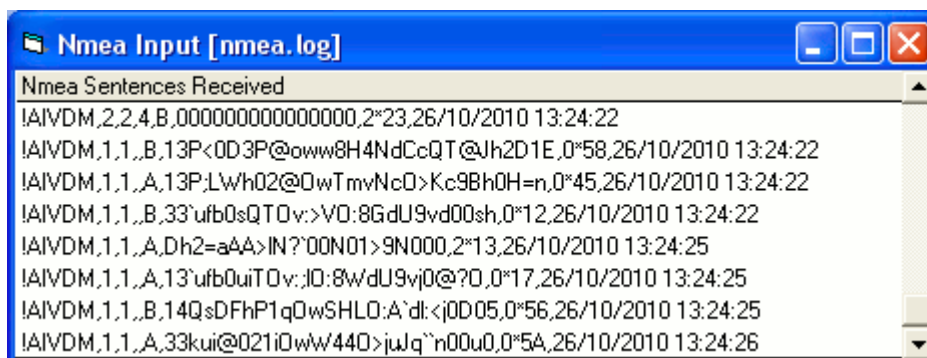 Nmea Input [nmea.log]
Nmea Sentences Received
!AIVDM,2,2,4,B,000000000000000,2*23,26/10/2010 13:24:22
!AIVDM,1,1,,B,13P<0D3P@oww8H4NdCcQT@Jh2D1E,0*58,26/10/2010 13:24:22
!AIVDM,1,1,,A,13P;LWh02@OwTmvNcO>Kc9Bh0H=n,0*45,26/10/2010 13:24:22
!AIVDM,1,1,,B,33`ufb0sQTOv:>VO:8GdU9vd00sh,0*12,26/10/2010 13:24:22
!AIVDM,1,1,,A,Dh2=aAA>IN?`00N01>9N000,2*13,26/10/2010 13:24:25
!AIVDM,1,1,,A,13`ufb0uiTOv:;IO:8WdU9vj0@?O,0*17,26/10/2010 13:24:25
!AIVDM,1,1,,B,14QsDFhP1qOwSHLO:A`dI:<j0D05,0*56,26/10/2010 13:24:25
!AIVDM,1,1,,A,33kui@021iOwW44O>juJq``n00u0,0*5A,26/10/2010 13:24:26